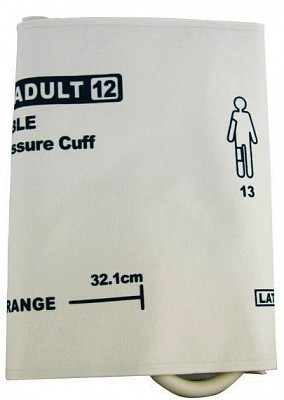 ADULT 12
BLE
ssure Cuff
13
32.1cm
RANGE
LAT